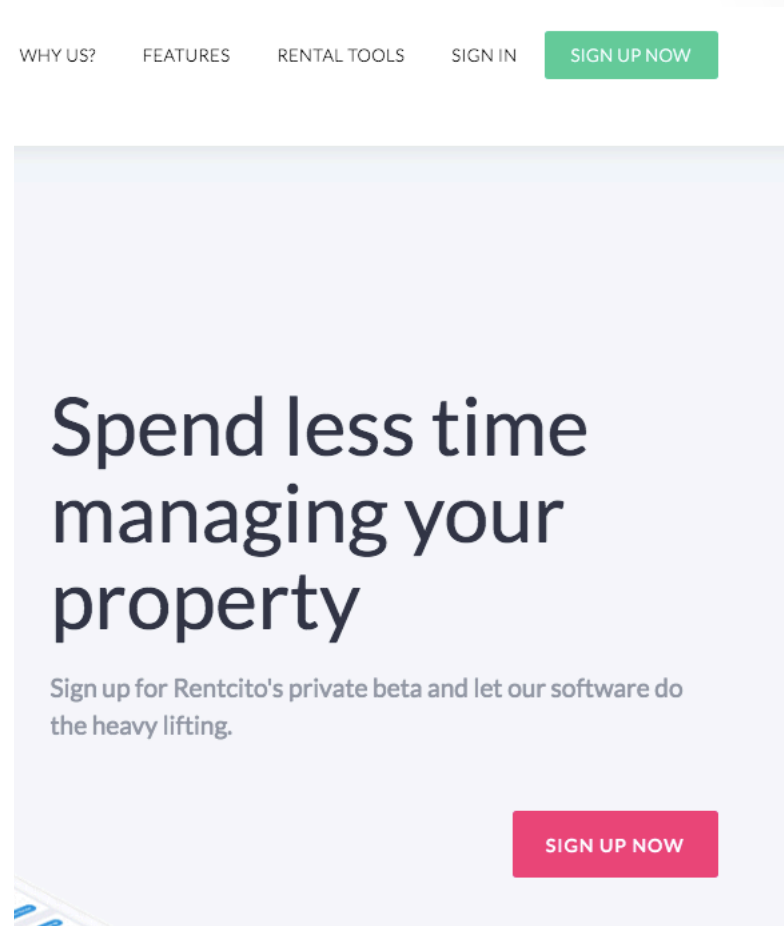 WHY US? FEATURES RENTAL TOOLS SIGN IN SIGN UP NOW
Spend less time
managing your
property
Sign up for Rentcito's private beta and let our software do
the heavy lifting.
SIGN UP NOW